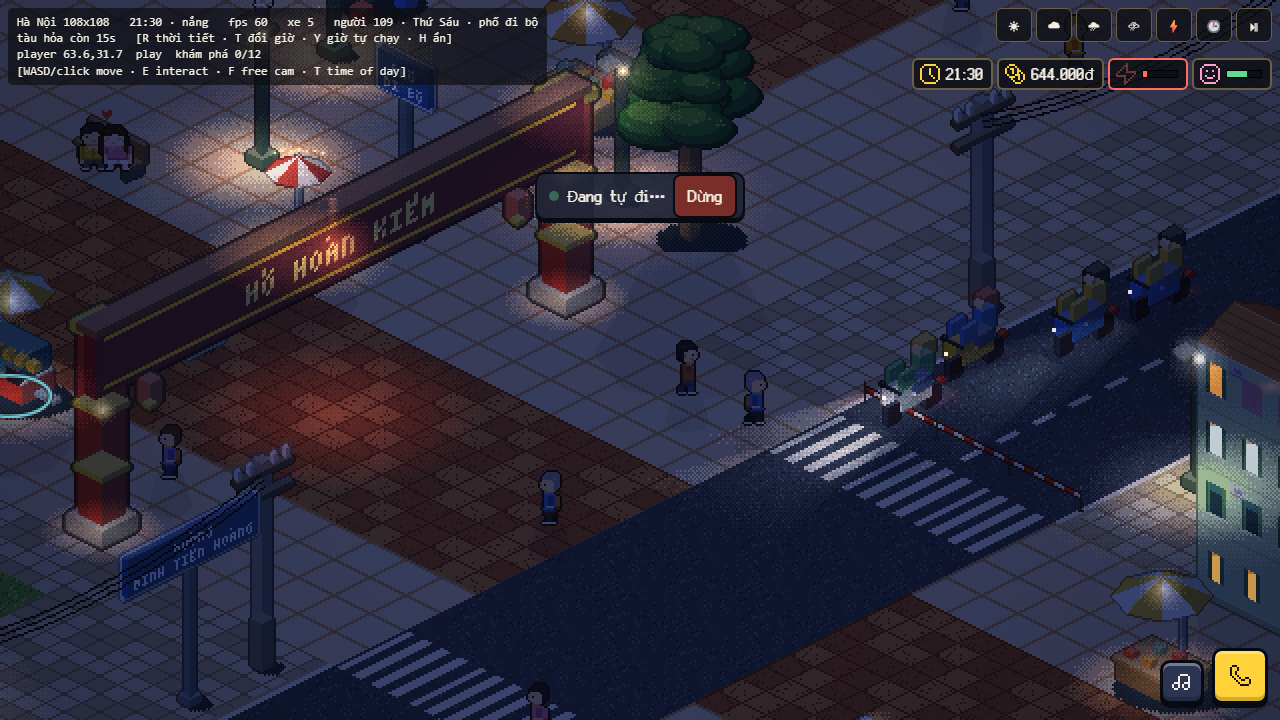 Hà Nội 108x108 21:30 · nắng fps 60 xe 5 người 109 · Thứ Sáu · phố đi bộ
tàu hỏa còn 15s [R thời tiết · T đổi giờ · Y giờ tự chạy · H ẩn]
player 63.6,31.7 play khám phá 0/12
[WASD/click move · E interact · F free cam · T time of day]
21:30
644.000đ
Đang tự đi···
Dừng
HỒ HOÀN KIẾM
ĐINH TIÊN HOÀNG